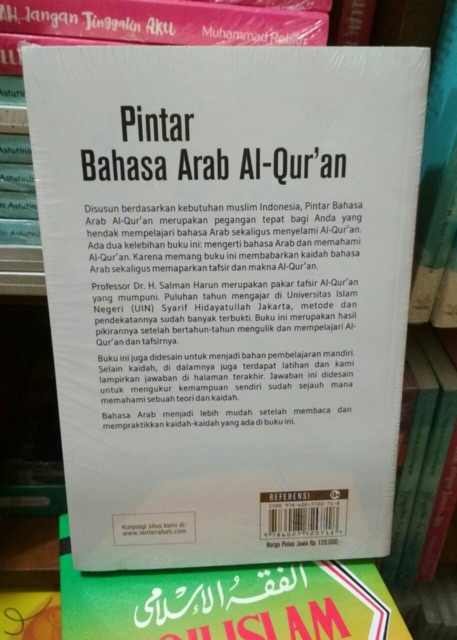 AH, Jangan Tinggalin Aku
Pintar
Bahasa Arab Al-Qur'an
Disusun berdasarkan kebutuhan muslim Indonesia, Pintar Bahasa
Arab Al-Qur'an merupakan pegangan tepat bagi Anda yang
hendak mempelajari bahasa Arab sekaligus menyelami Al-Qur'an.
Ada dua kelebihan buku ini: mengerti bahasa Arab dan memahami
Al-Qur'an. Karena memang buku ini membabarkan kaidah bahasa
Arab sekaligus memaparkan tafsir dan makna Al-Qur'an.
Professor Dr. H. Salman Harun merupakan pakar tafsir Al-Qur'an
yang mumpuni. Puluhan tahun mengajar di Universitas Islam
Negeri (UIN) Syarif Hidayatullah Jakarta, metode dan
pendekatannya sudah banyak terbukti. Buku ini merupakan hasil
pikirannya setelah bertahun-tahun mengulik dan mempelajari Al-
Qur'an dan tafsirnya.
Buku ini juga didesain untuk menjadi bahan pembelajaran mandiri.
Selain kaidah, di dalamnya juga terdapat latihan dan kami
lampirkan jawaban di halaman terakhir. Jawaban ini didesain
untuk mengukur kemampuan sendiri sudah sejauh mana
memahami sebuah teori dan kaidah.
Bahasa Arab menjadi lebih mudah setelah membaca dan
mempraktikkan kaidah-kaidah yang ada di buku ini.
REFERENSI
Kunjungi situs kami di:
www.lenterahati.com
Harga Pulau Jawa Rp 120.000,-
الفقه الإسلامي
ISLAM